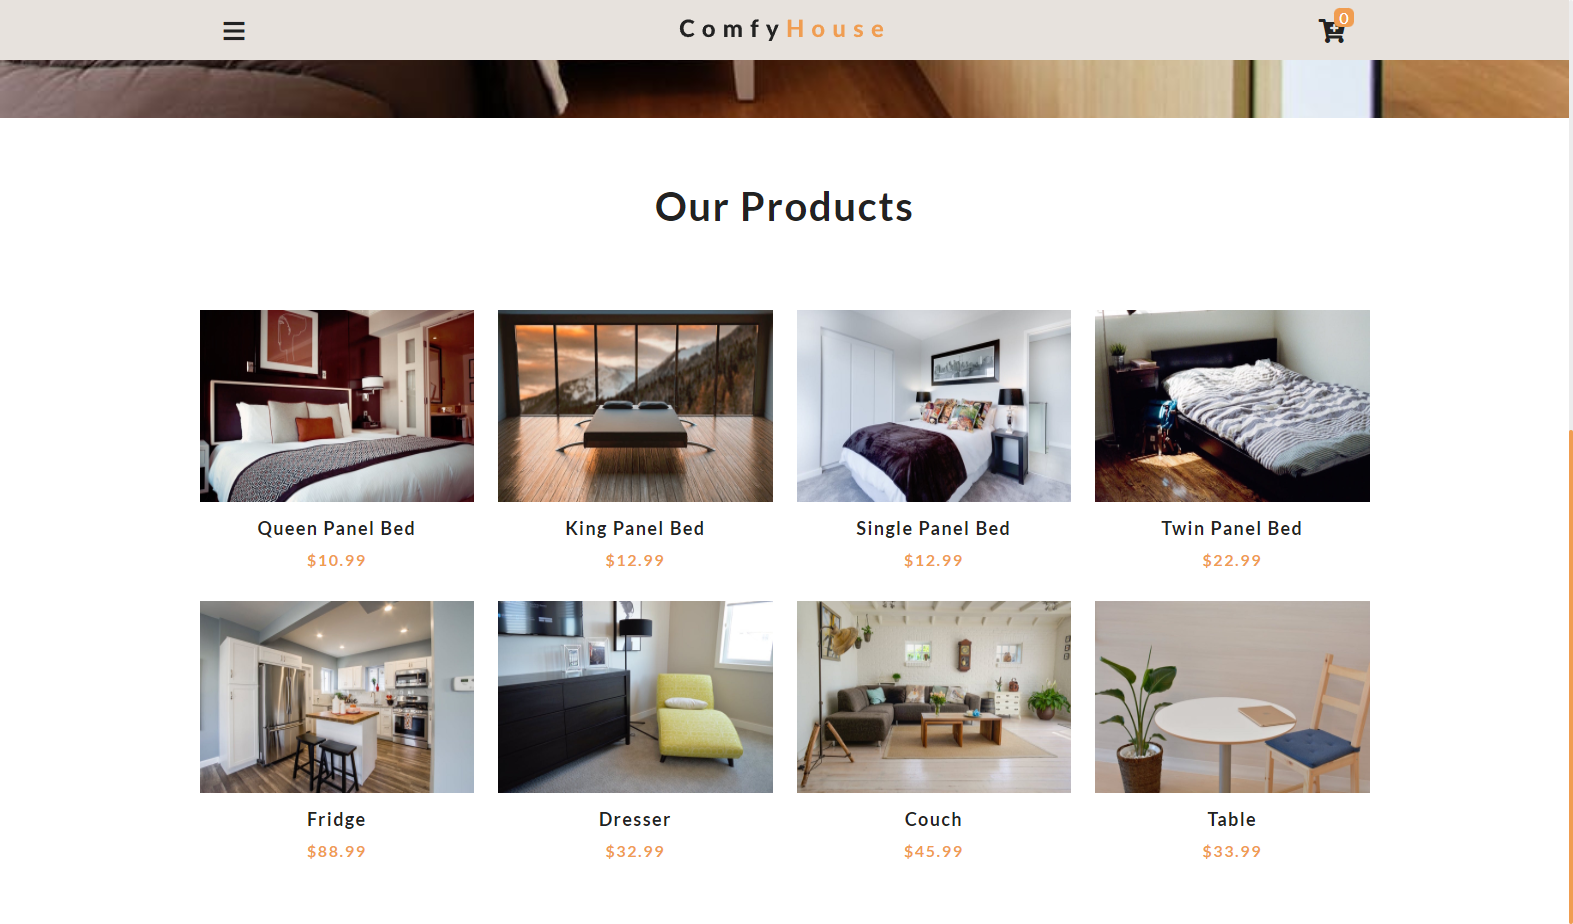 ComfyHouse
0
Our Products
Queen Panel Bed
$10.99
King Panel Bed
$12.99
Single Panel Bed
$12.99
Twin Panel Bed
$22.99
Fridge
$88.99
Dresser
$32.99
Couch
$45.99
Table
$33.99